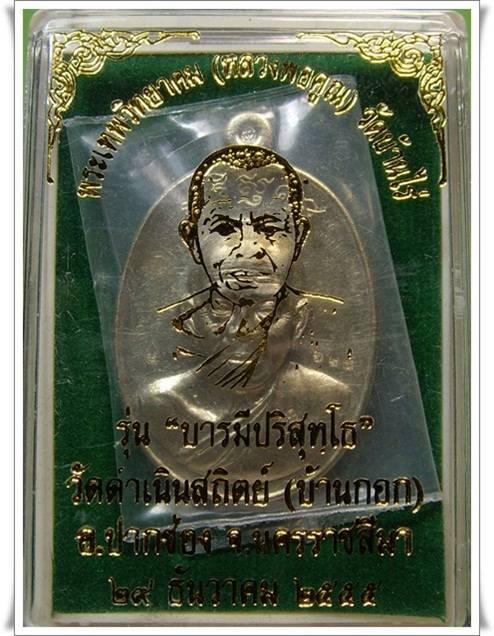 พระเทพวิทยาคม (หลวงพ่อคูณ) วัดบ้านไร่
รุ่น “บารมีปริสุทฺโธ”
วัดดำเนินสถิตย์ (บ้านกอก)
อ.ปากช่อง จ.นครราชสีมา
๒๙ ธันวาคม ๒๕๕๕